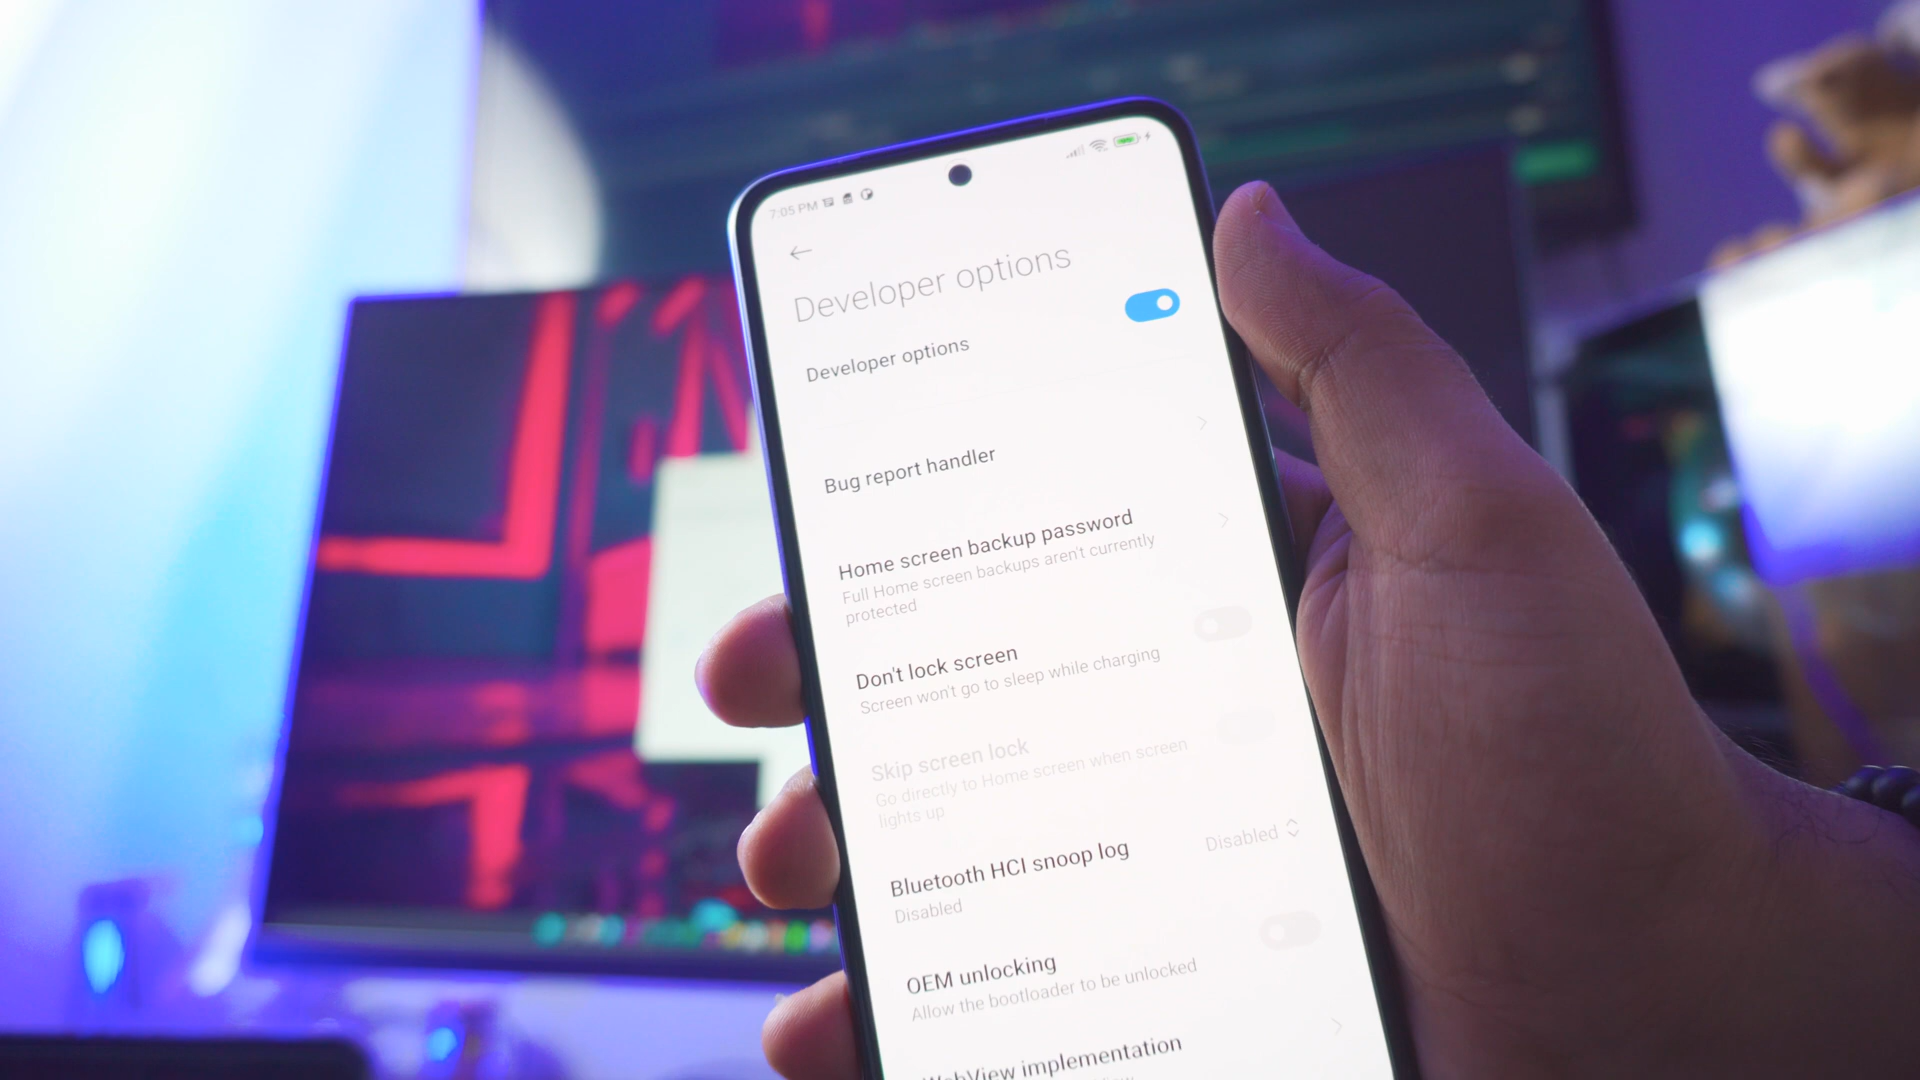 7:05 PM
Developer options
Developer options
Bug report handler
Home screen backup password
Full Home screen backups aren't currently
protected
Don't lock screen
Screen won't go to sleep while charging
Skip screen lock
Go directly to Home screen when screen
lights up
Bluetooth HCI snoop log
Disabled
Disabled
OEM unlocking
Allow the bootloader to be unlocked
WebView implementation